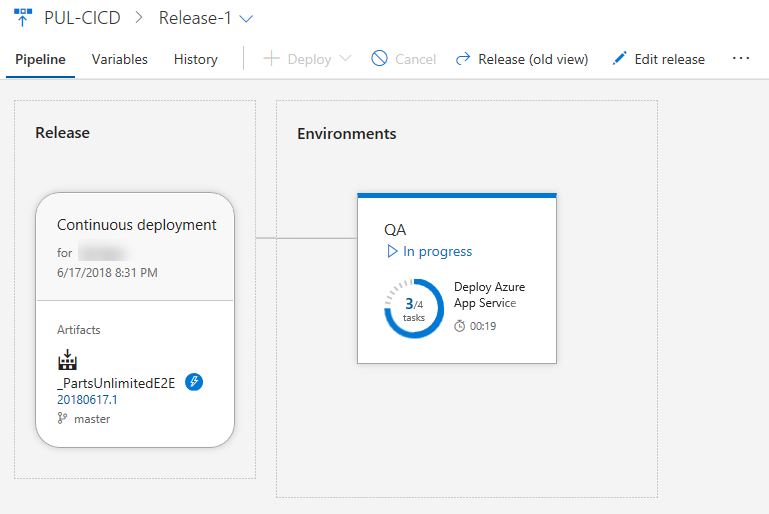 PUL-CICD > Release-1
Pipeline Variables History Deploy Cancel Release (old view) Edit release ...
Release
Environments
Continuous deployment
for
6/17/2018 8:31 PM
Artifacts
_PartsUnlimitedE2E
20180617.1
master
QA
In progress
3/4
tasks
Deploy Azure
App Service
00:19